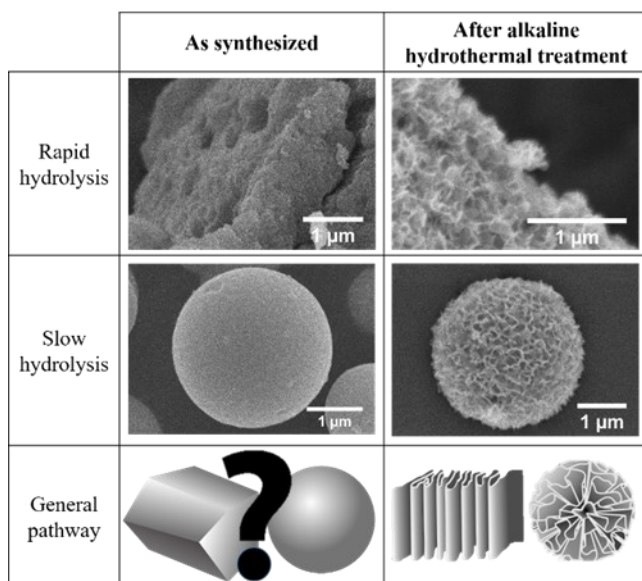 As synthesized
After alkaline
hydrothermal treatment
Rapid
hydrolysis
1 µm
1 µm
Slow
hydrolysis
1 µm
1 µm
General
pathway
?